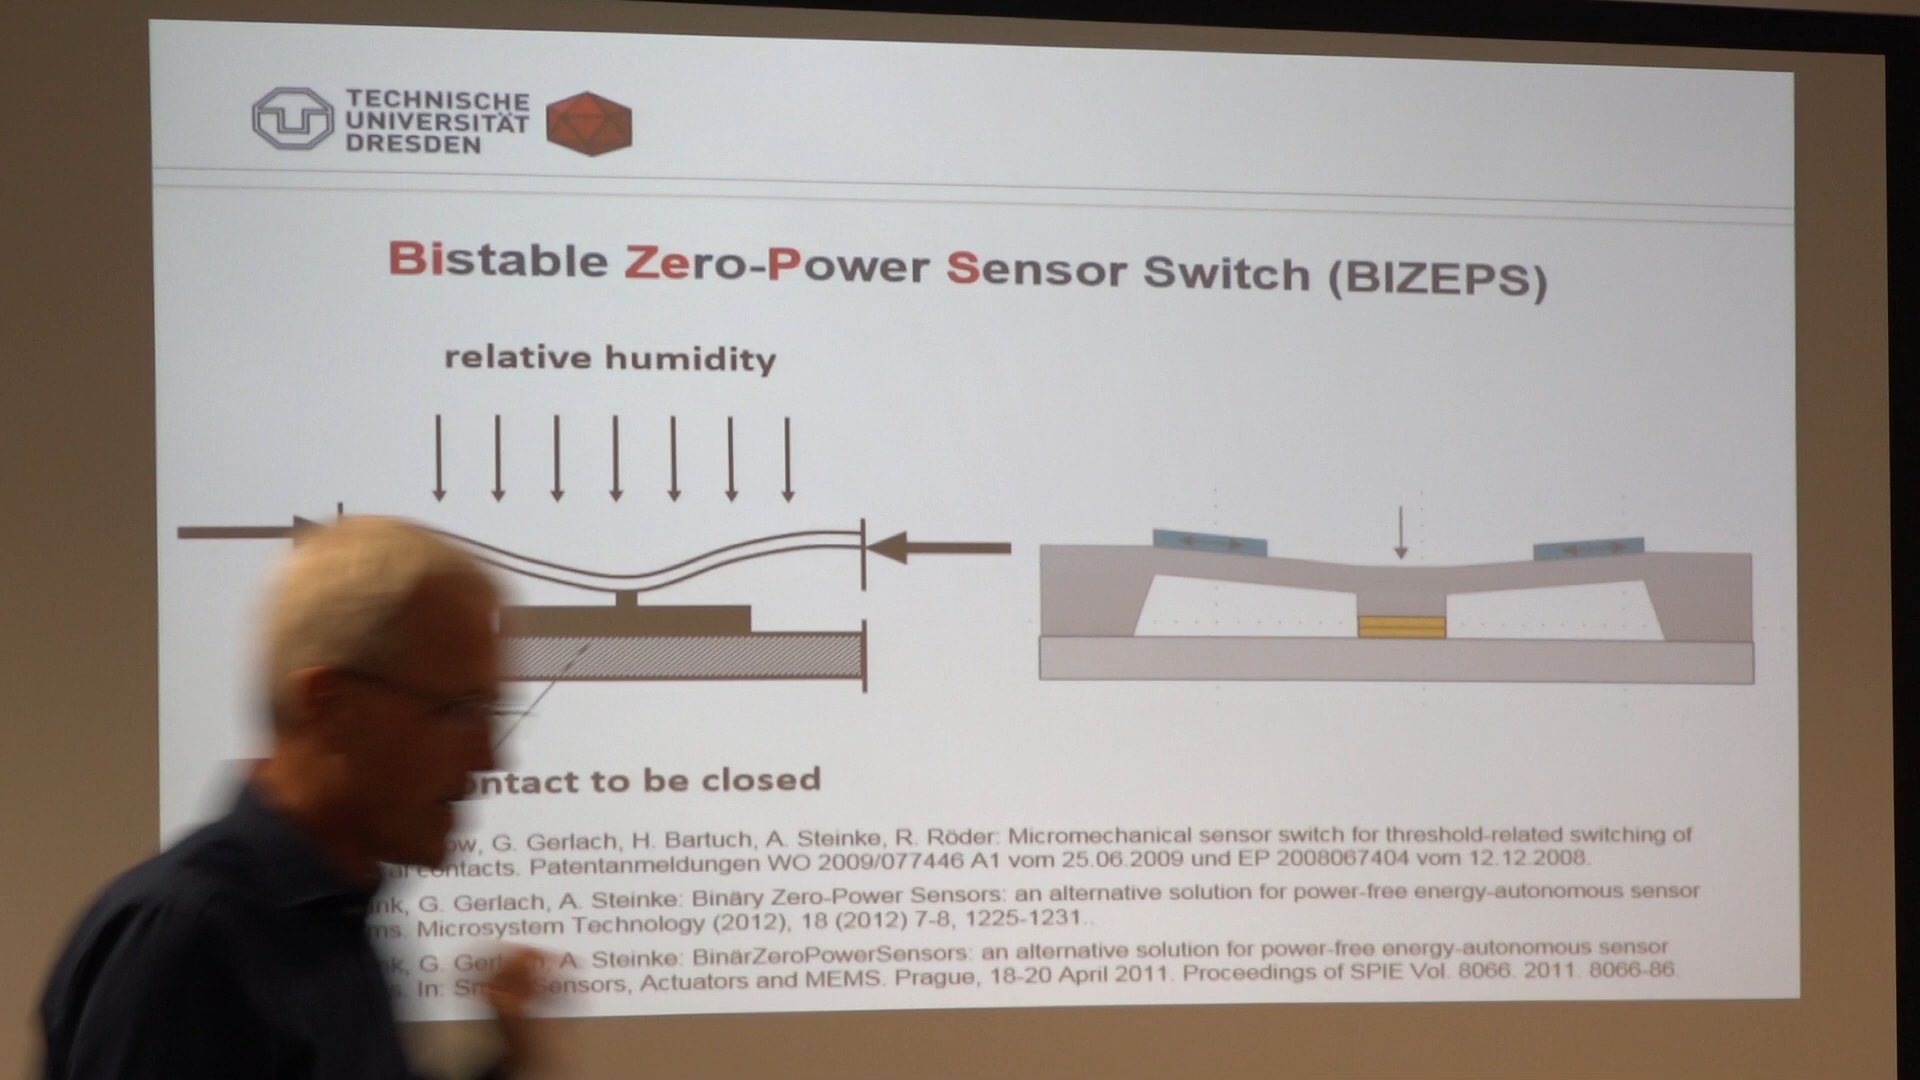 TECHNISCHE
UNIVERSITÄT
DRESDEN
Bistable Zero-Power Sensor Switch (BIZEPS)
relative humidity
to be closed
G. Gerlach, H. Bartuch, A. Steinke, R. Röder: Micromechanical sensor switch for threshold-related switching of
Patentanmeldungen WO 2009/077446 A1 vom 25.06.2009 und EP 2008067404 vom 12.12.2008.
G. Gerlach, A. Steinke: Binäry Zero-Power Sensors: an alternative solution for power-free energy-autonomous sensor
Microsystem Technology (2012), 18 (2012) 7-8, 1225-1231..
G. A. Steinke: BinärZeroPowerSensors: an alternative solution for power-free energy-autonomous sensor
In: Sensors, Actuators and MEMS. Prague, 18-20 April 2011. Proceedings of SPIE Vol. 8066. 2011. 8066-86.